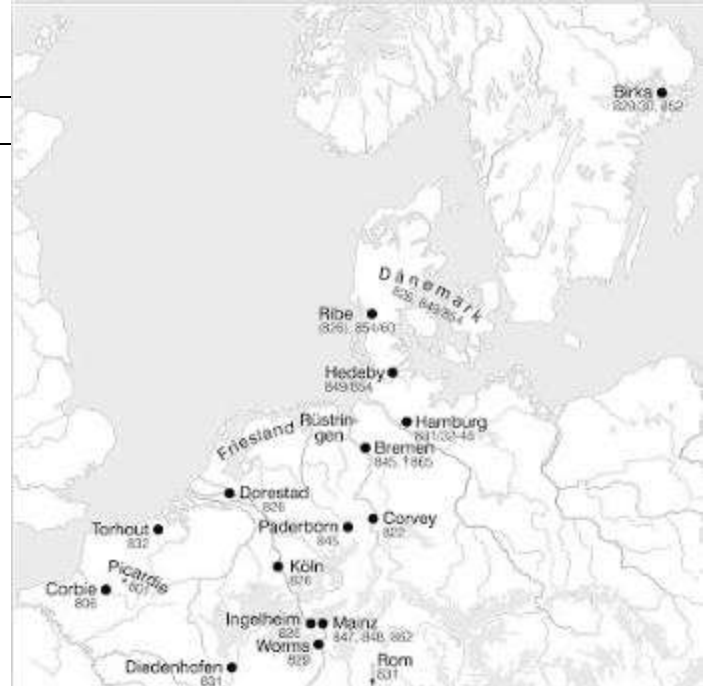 Birka
829/30, 852
Dänemark
826, 849/854
Ribe
(826), 854/60
Hedeby
849/854
Friesland
Rüstrin-
gen
Hamburg
831/32-45
Bremen
845, †865
Dorestad
826
Torhout
832
Paderborn
845
Corvey
822
Picardie
*801
Köln
826
Corbie
806
Ingelheim
826
Mainz
847, 848, 862
Worms
829
Diedenhofen
831
Rom
831